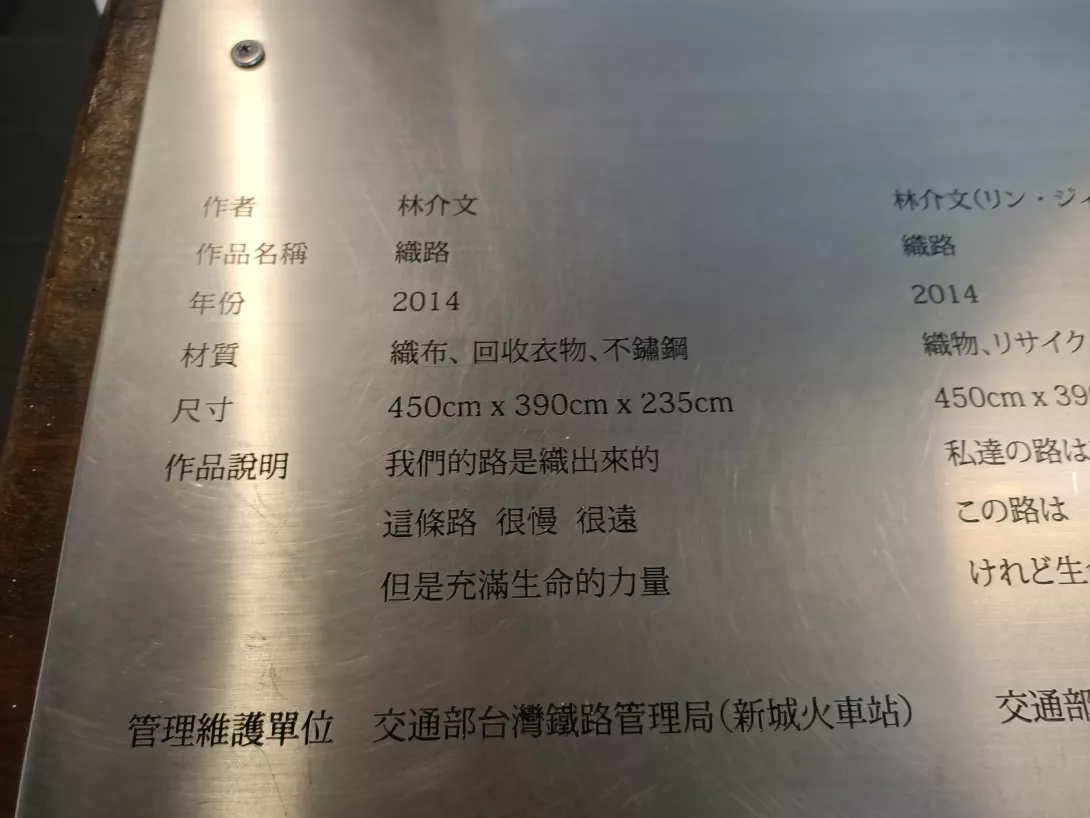 作者 林介文
作品名稱 織路
年份 2014
材質 織布、回收衣物、不鏽鋼
尺寸 450cm x 390cm x 235cm
作品說明 我們的路是織出來的
這條路 很慢 很遠
但是充滿生命的力量
管理維護單位 交通部台灣鐵路管理局(新城火車站)
林介文(リン・ジィ
織路
2014
織物、リサイク
450cm x 39
私達の路は
この路は
けれど生
交通部